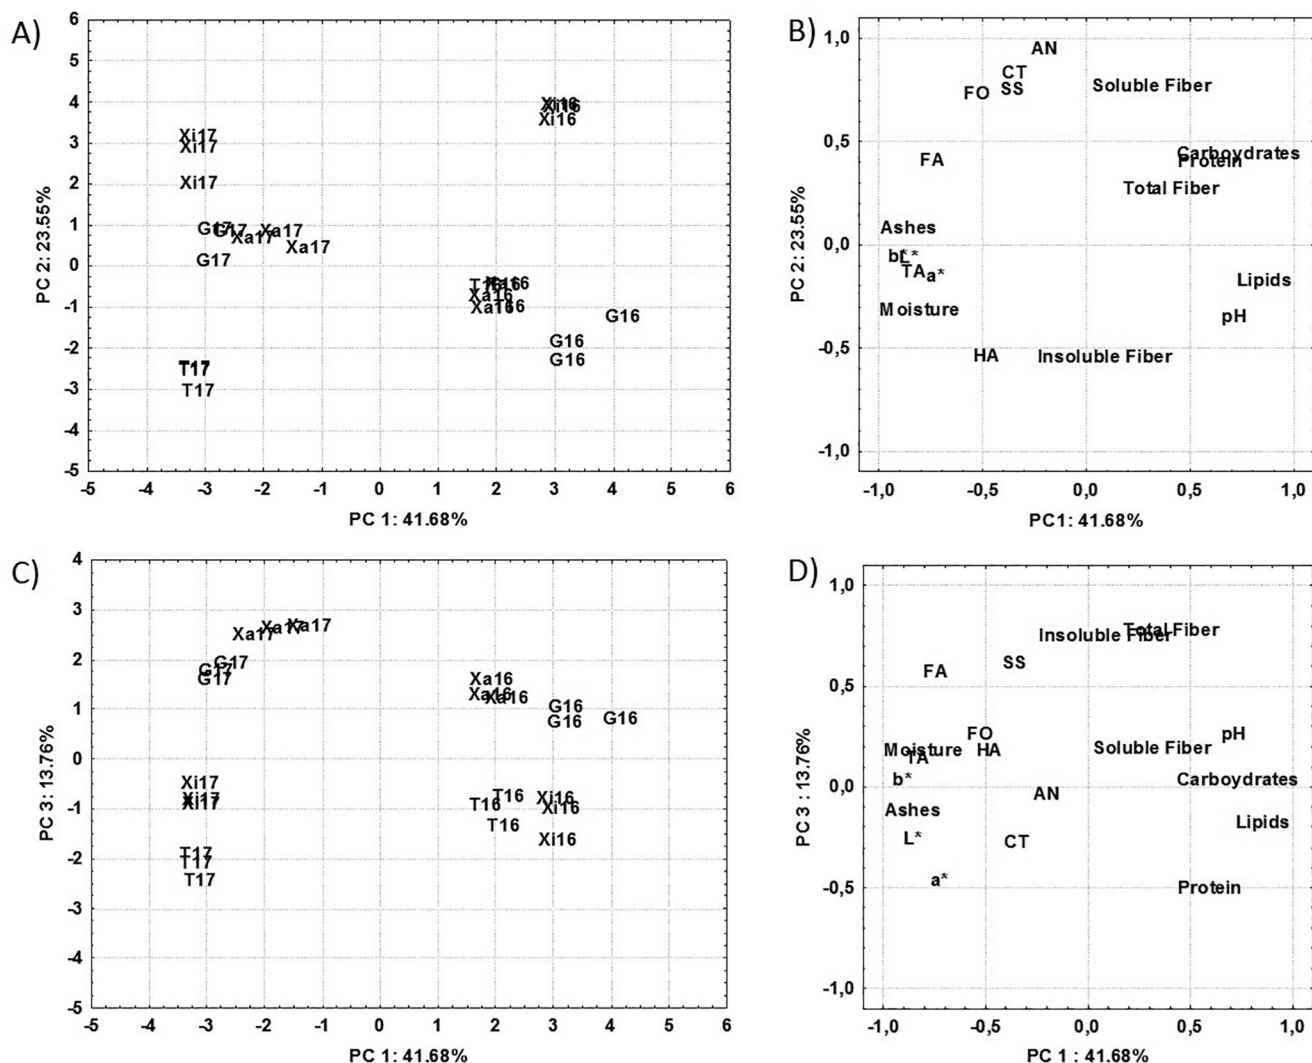 A)
6
5
4
3
2
1
0
-1
-2
-3
-4
-5
PC 2: 23.55%
Xi16
Xi16
Xi16
Xi17
Xi17
Xi17
G17
G17
Xa17
Xa17
Xa17
G17
T16
Xa16
Xa16
Xa16
G16
G16
G16
T17
T17
T17
-5 -4 -3 -2 -1 0 1 2 3 4 5 6
PC 1: 41.68%
B)
1,0
0,5
0,0
-0,5
-1,0
PC 2: 23.55%
AN
CT
SS
FO
Soluble Fiber
FA
Carboydrates
Protein
Total Fiber
Ashes
b*
L*
TA
a*
Lipids
Moisture
pH
HA
Insoluble Fiber
-1,0 -0,5 0,0 0,5 1,0
PC1: 41.68%
C)
4
3
2
1
0
-1
-2
-3
-4
-5
PC 3: 13.76%
Xa17
Xa17
Xa17
G17
G17
G17
Xa16
Xa16
Xa16
G16
G16
G16
Xi17
Xi17
Xi17
T16
T16
T16
Xi16
Xi16
Xi16
T17
T17
T17
-5 -4 -3 -2 -1 0 1 2 3 4 5 6
PC 1: 41.68%
D)
1,0
0,5
0,0
-0,5
-1,0
PC 3 : 13.76%
Total Fiber
Insoluble Fiber
SS
FA
FO
pH
Moisture
HA
Soluble Fiber
TA
b*
Carboydrates
AN
Ashes
Lipids
L*
CT
a*
Protein
-1,0 -0,5 0,0 0,5 1,0
PC 1 : 41.68%